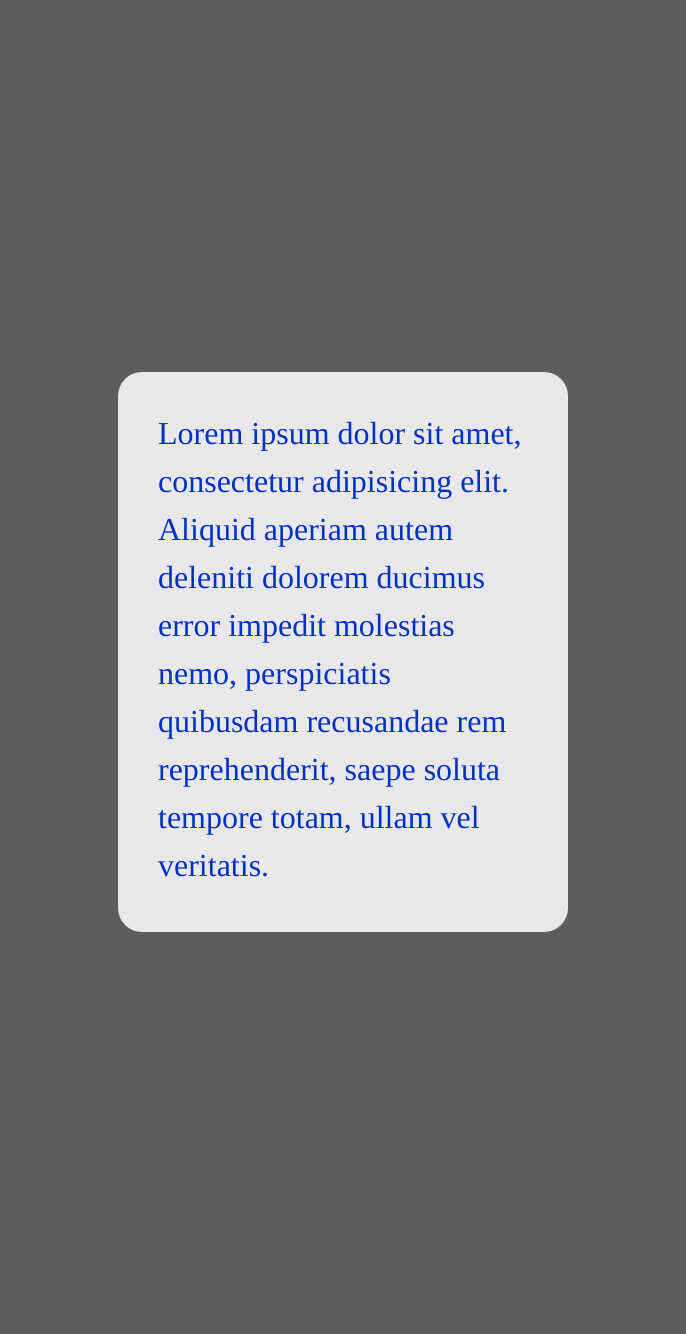 Lorem ipsum dolor sit amet,
consectetur adipisicing elit.
Aliquid aperiam autem
deleniti dolorem ducimus
error impedit molestias
nemo, perspiciatis
quibusdam recusandae rem
reprehenderit, saepe soluta
tempore totam, ullam vel
veritatis.